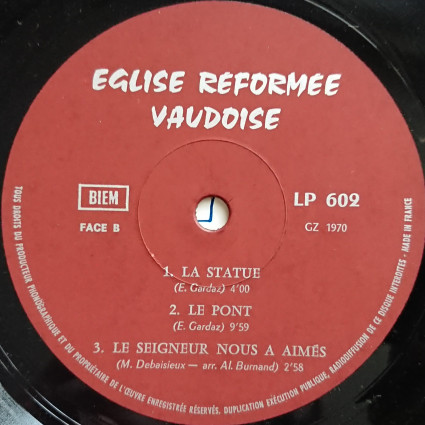 EGLISE REFORMEE
VAUDOISE
BIEM
LP 602
FACE B
GZ 1970
1. LA STATUE
(E. Gardaz) 4'00
2. LE PONT
(E. Gardaz) 9'59
3. LE SEIGNEUR NOUS A AIMÉS
(M. Debaisieux — arr. Al. Burnand) 2'58
TOUS DROITS DU PRODUCTEUR PHONOGRAPHIQUE ET DU PROPRIÉTAIRE DE L'ŒUVRE ENREGISTRÉE RÉSERVÉS. DUPLICATION EXÉCUTION PUBLIQUE, RADIODIFFUSION DE CE DISQUE INTERDITES - MADE IN FRANCE